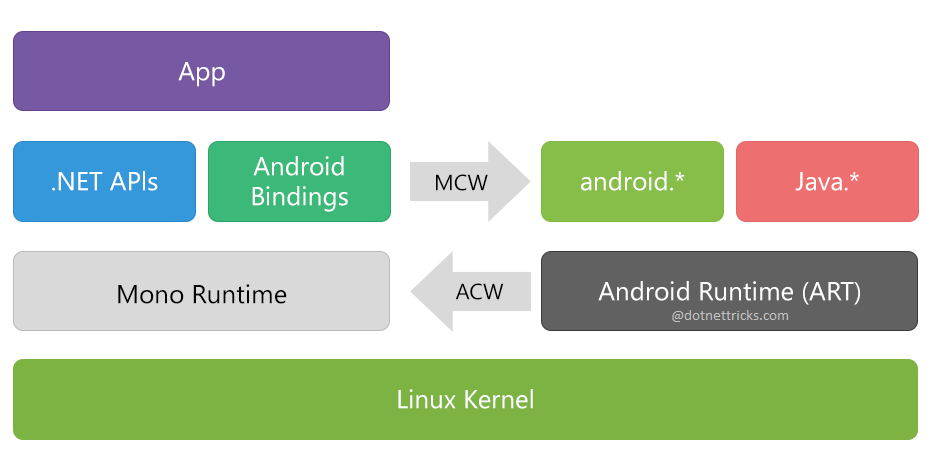 App
.NET APIs
Android
Bindings
MCW
android.*
Java.*
Mono Runtime
ACW
Android Runtime (ART)
@dotnettricks.com
Linux Kernel